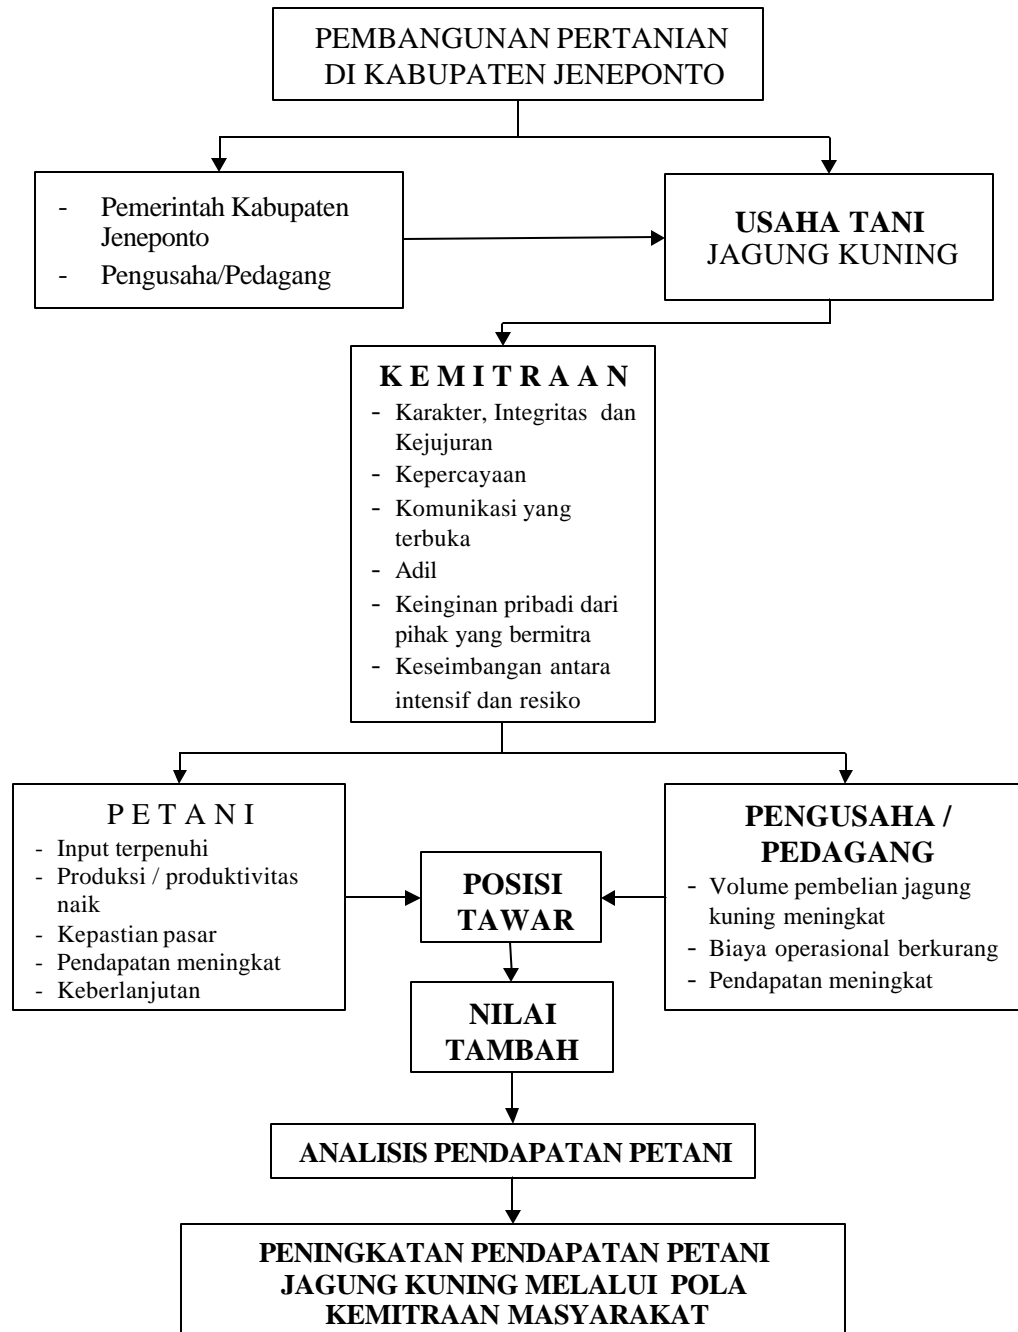 PEMBANGUNAN PERTANIAN
DI KABUPATEN JENEPONTO
- Pemerintah Kabupaten
Jeneponto
- Pengusaha/Pedagang
USAHA TANI
JAGUNG KUNING
K E M I T R A A N
- Karakter, Integritas dan
Kejujuran
- Kepercayaan
- Komunikasi yang
terbuka
- Adil
- Keinginan pribadi dari
pihak yang bermitra
- Keseimbangan antara
intensif dan resiko
P E T A N I
- Input terpenuhi
- Produksi / produktivitas
naik
- Kepastian pasar
- Pendapatan meningkat
- Keberlanjutan
POSISI
TAWAR
PENGUSAHA /
PEDAGANG
- Volume pembelian jagung
kuning meningkat
- Biaya operasional berkurang
- Pendapatan meningkat
NILAI
TAMBAH
ANALISIS PENDAPATAN PETANI
PENINGKATAN PENDAPATAN PETANI
JAGUNG KUNING MELALUI POLA
KEMITRAAN MASYARAKAT